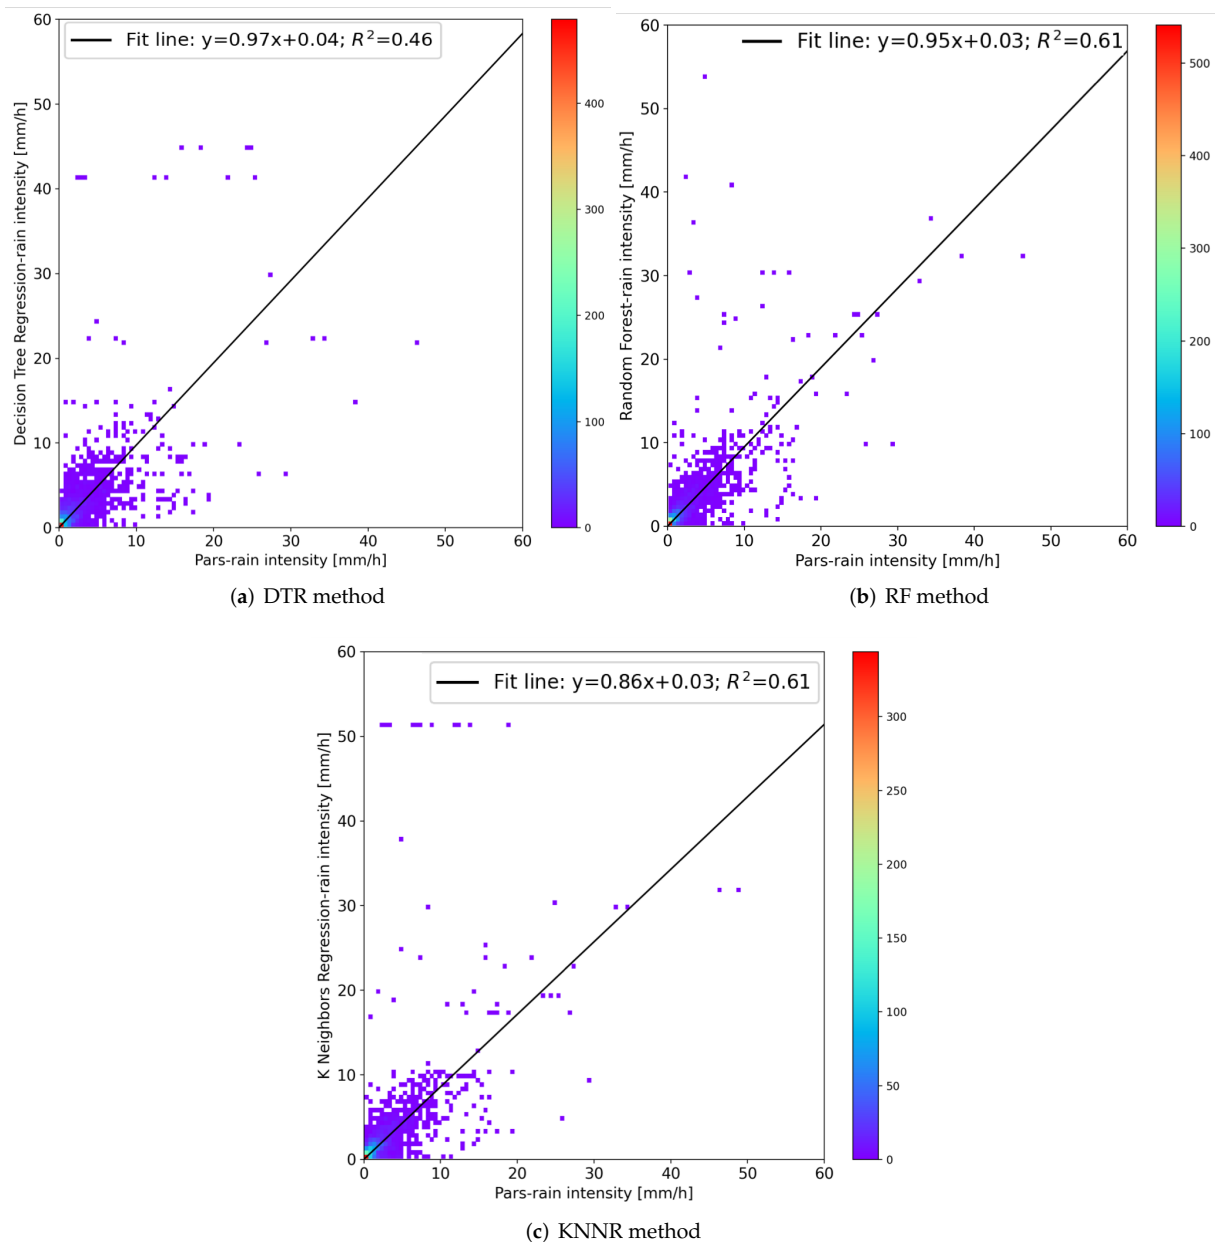 Fit line: y=0.97x+0.04; R²=0.46
Decision Tree Regression-rain intensity [mm/h]
60
50
40
30
20
10
0
0 10 20 30 40 50 60
Pars-rain intensity [mm/h]
400
300
200
100
0
(a) DTR method
Fit line: y=0.95x+0.03; R²=0.61
Random Forest-rain intensity [mm/h]
60
50
40
30
20
10
0
0 10 20 30 40 50 60
Pars-rain intensity [mm/h]
500
400
300
200
100
0
(b) RF method
Fit line: y=0.86x+0.03; R²=0.61
K Neighbors Regression-rain intensity [mm/h]
60
50
40
30
20
10
0
0 10 20 30 40 50 60
Pars-rain intensity [mm/h]
300
250
200
150
100
50
0
(c) KNNR method